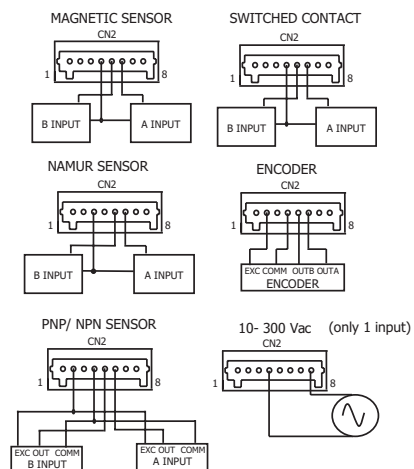 MAGNETIC SENSOR
CN2
1 8
B INPUT A INPUT
SWITCHED CONTACT
CN2
1 8
B INPUT A INPUT
NAMUR SENSOR
CN2
1 8
B INPUT A INPUT
ENCODER
CN2
1 8
EXC COMM OUTB OUTA
ENCODER
PNP/ NPN SENSOR
CN2
1 8
EXC OUT COMM
B INPUT
EXC OUT COMM
A INPUT
10- 300 Vac (only 1 input)
CN2
1 8